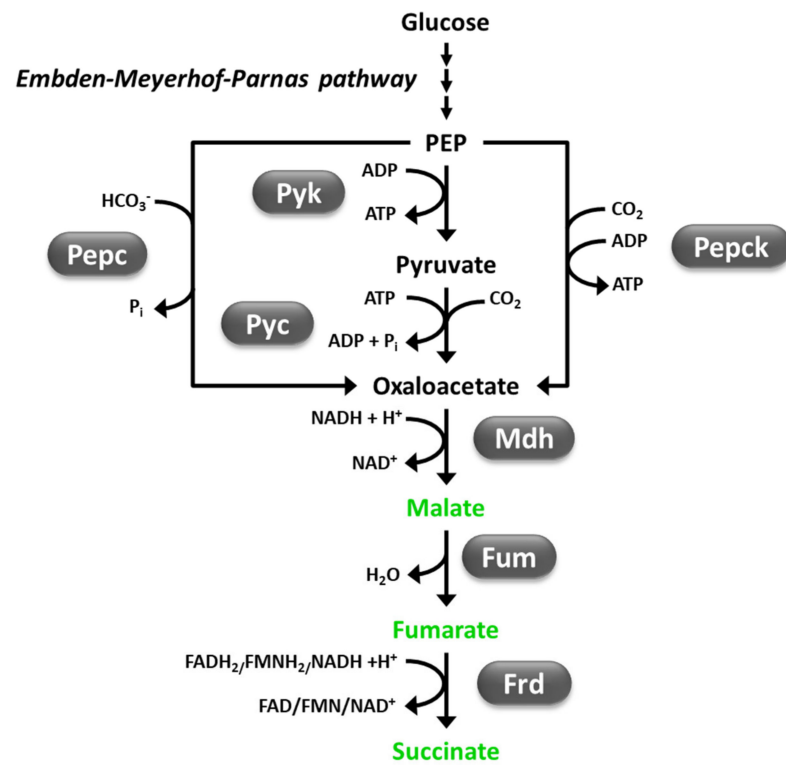 Glucose
Embden-Meyerhof-Parnas pathway
PEP
ADP
Pyk
ATP
HCO₃⁻
Pepc
Pᵢ
CO₂
ADP
Pepck
ATP
Pyruvate
ATP
CO₂
Pyc
ADP + Pᵢ
Oxaloacetate
NADH + H⁺
Mdh
NAD⁺
Malate
Fum
H₂O
Fumarate
FADH₂/FMNH₂/NADH +H⁺
Frd
FAD/FMN/NAD⁺
Succinate